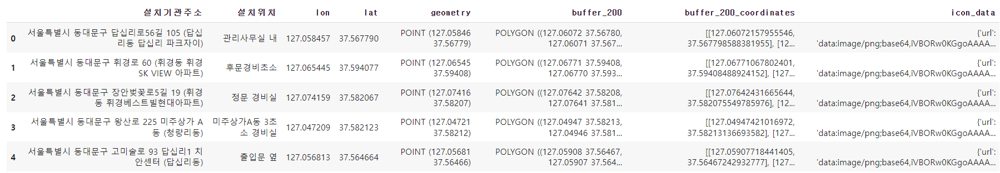 설치기관주소 설치위치 lon lat geometry buffer_200 buffer_200_coordinates icon_data
0 서울특별시 동대문구 답십리로56길 105 (답십리동 답십리 파크자이) 관리사무실 내 127.058457 37.567790 POINT (127.05846 37.56779) POLYGON ((127.06072 37.56780, 127.06071 37.567... [[127.06072157955546, 37.567798588381955], [12... {'url': 'data:image/png;base64,iVBORw0KGgoAAAA...
1 서울특별시 동대문구 휘경로 60 (휘경동 휘경 SK VIEW 아파트) 후문경비초소 127.065445 37.594077 POINT (127.06545 37.59408) POLYGON ((127.06771 37.59408, 127.06770 37.593... [[127.06771067802401, 37.59408488924152], [127... {'url': 'data:image/png;base64,iVBORw0KGgoAAAA...
2 서울특별시 동대문구 장안벚꽃로5길 19 (휘경동 휘경베스트빌현대아파트) 정문 경비실 127.074159 37.582067 POINT (127.07416 37.58207) POLYGON ((127.07642 37.58208, 127.07641 37.581... [[127.07642431665644, 37.582075549785976], [12... {'url': 'data:image/png;base64,iVBORw0KGgoAAAA...
3 서울특별시 동대문구 왕산로 225 미주상가 A동 (청량리동) 미주상가A동 3초소 경비실 127.047209 37.582123 POINT (127.04721 37.58212) POLYGON ((127.04947 37.58213, 127.04946 37.581... [[127.04947421016972, 37.58213136693582], [127... {'url': 'data:image/png;base64,iVBORw0KGgoAAAA...
4 서울특별시 동대문구 고미술로 93 답십리1 치안센터 (답십리동) 출입문 옆 127.056813 37.564664 POINT (127.05681 37.56466) POLYGON ((127.05908 37.56467, 127.05907 37.564... [[127.05907718441405, 37.56467242932777], [127... {'url': 'data:image/png;base64,iVBORw0KGgoAAAA...